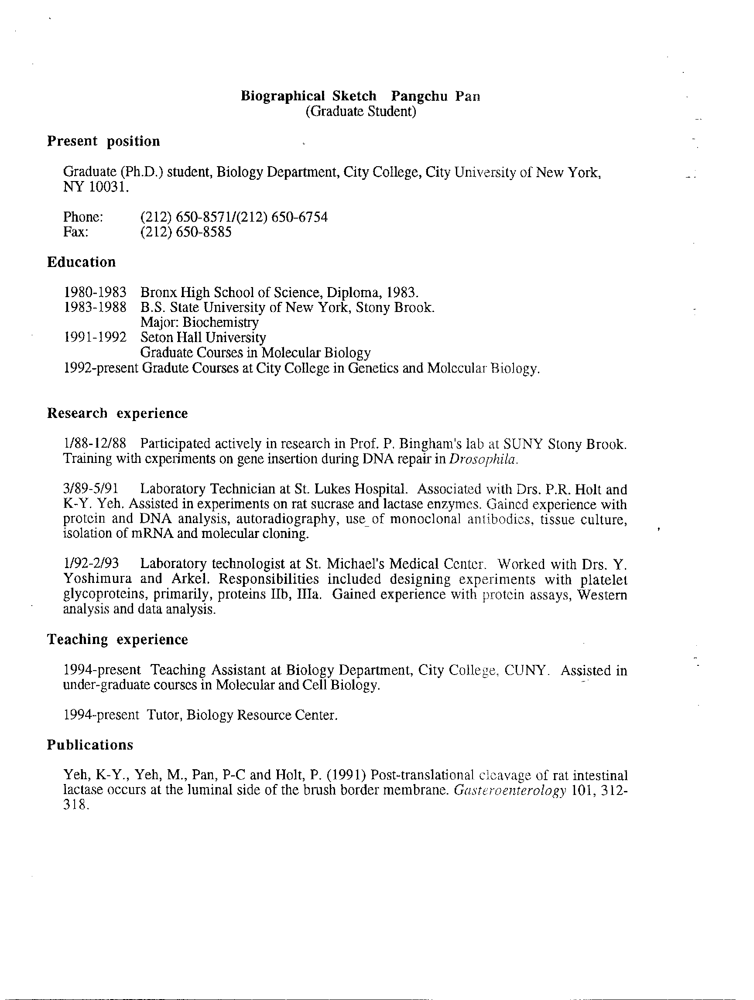 Biographical Sketch Pangchu Pan
(Graduate Student)
Present position
Graduate (Ph.D.) student, Biology Department, City College, City University of New York,
NY 10031.
Phone: (212) 650-8571/(212) 650-6754
Fax: (212) 650-8585
Education
1980-1983 Bronx High School of Science, Diploma, 1983.
1983-1988 B.S. State University of New York, Stony Brook.
Major: Biochemistry
1991-1992 Seton Hall University
Graduate Courses in Molecular Biology
1992-present Gradute Courses at City College in Genetics and Molecular Biology.
Research experience
1/88-12/88 Participated actively in research in Prof. P. Bingham's lab at SUNY Stony Brook.
Training with experiments on gene insertion during DNA repair in Drosophila.
3/89-5/91 Laboratory Technician at St. Lukes Hospital. Associated with Drs. P.R. Holt and
K-Y. Yeh. Assisted in experiments on rat sucrase and lactase enzymes. Gained experience with
protein and DNA analysis, autoradiography, use of monoclonal antibodies, tissue culture,
isolation of mRNA and molecular cloning.
1/92-2/93 Laboratory technologist at St. Michael's Medical Center. Worked with Drs. Y.
Yoshimura and Arkel. Responsibilities included designing experiments with platelet
glycoproteins, primarily, proteins IIb, IIIa. Gained experience with protein assays, Western
analysis and data analysis.
Teaching experience
1994-present Teaching Assistant at Biology Department, City College, CUNY. Assisted in
under-graduate courses in Molecular and Cell Biology.
1994-present Tutor, Biology Resource Center.
Publications
Yeh, K-Y., Yeh, M., Pan, P-C and Holt, P. (1991) Post-translational cleavage of rat intestinal
lactase occurs at the luminal side of the brush border membrane. Gasteroenterology 101, 312-
318.